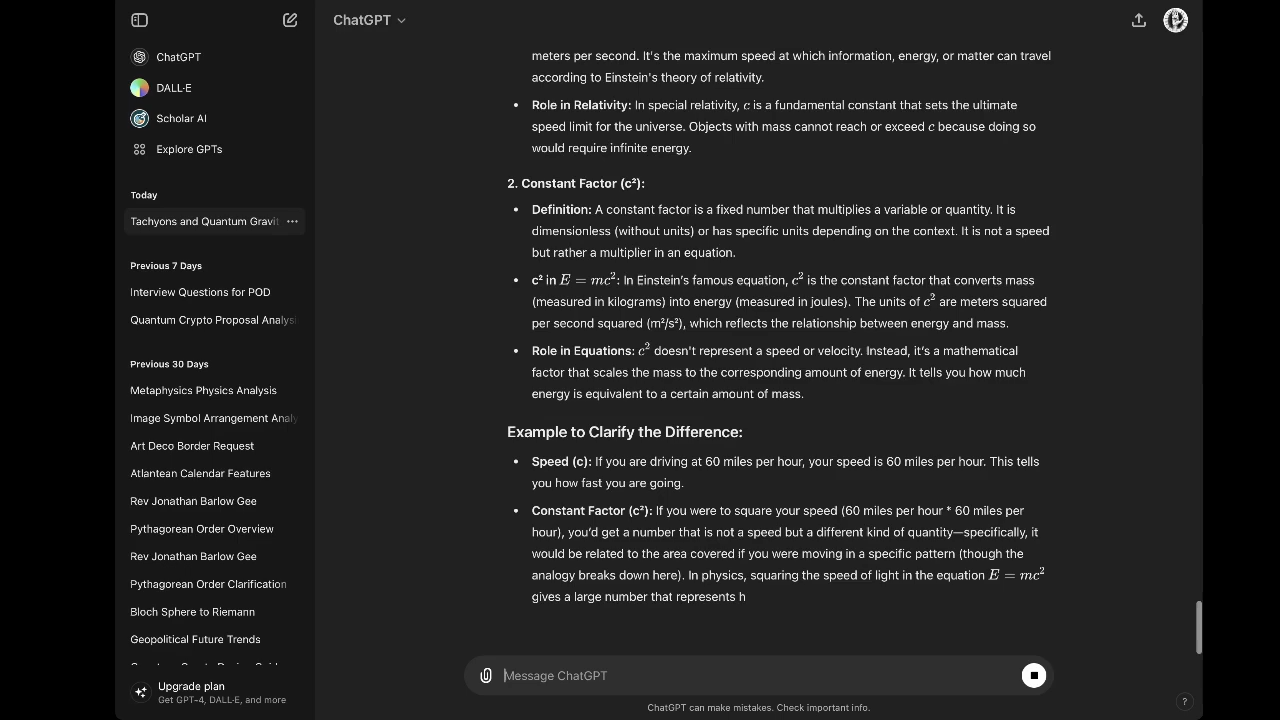 ChatGPT
ChatGPT
DALL·E
Scholar AI
Explore GPTs
Today
Tachyons and Quantum Gravit
Previous 7 Days
Interview Questions for POD
Quantum Crypto Proposal Analysis
Previous 30 Days
Metaphysics Physics Analysis
Image Symbol Arrangement Analy
Art Deco Border Request
Atlantean Calendar Features
Rev Jonathan Barlow Gee
Pythagorean Order Overview
Rev Jonathan Barlow Gee
Pythagorean Order Clarification
Bloch Sphere to Riemann
Geopolitical Future Trends
Upgrade plan
Get GPT-4, DALL·E, and more
meters per second. It's the maximum speed at which information, energy, or matter can travel
according to Einstein's theory of relativity.
• Role in Relativity: In special relativity, c is a fundamental constant that sets the ultimate
speed limit for the universe. Objects with mass cannot reach or exceed c because doing so
would require infinite energy.
2. Constant Factor (c²):
• Definition: A constant factor is a fixed number that multiplies a variable or quantity. It is
dimensionless (without units) or has specific units depending on the context. It is not a speed
but rather a multiplier in an equation.
• c² in E = mc²: In Einstein's famous equation, c² is the constant factor that converts mass
(measured in kilograms) into energy (measured in joules). The units of c² are meters squared
per second squared (m²/s²), which reflects the relationship between energy and mass.
• Role in Equations: c² doesn't represent a speed or velocity. Instead, it's a mathematical
factor that scales the mass to the corresponding amount of energy. It tells you how much
energy is equivalent to a certain amount of mass.
Example to Clarify the Difference:
• Speed (c): If you are driving at 60 miles per hour, your speed is 60 miles per hour. This tells
you how fast you are going.
• Constant Factor (c²): If you were to square your speed (60 miles per hour * 60 miles per
hour), you'd get a number that is not a speed but a different kind of quantity—specifically, it
would be related to the area covered if you were moving in a specific pattern (though the
analogy breaks down here). In physics, squaring the speed of light in the equation E = mc²
gives a large number that represents h
Message ChatGPT
ChatGPT can make mistakes. Check important info.
?